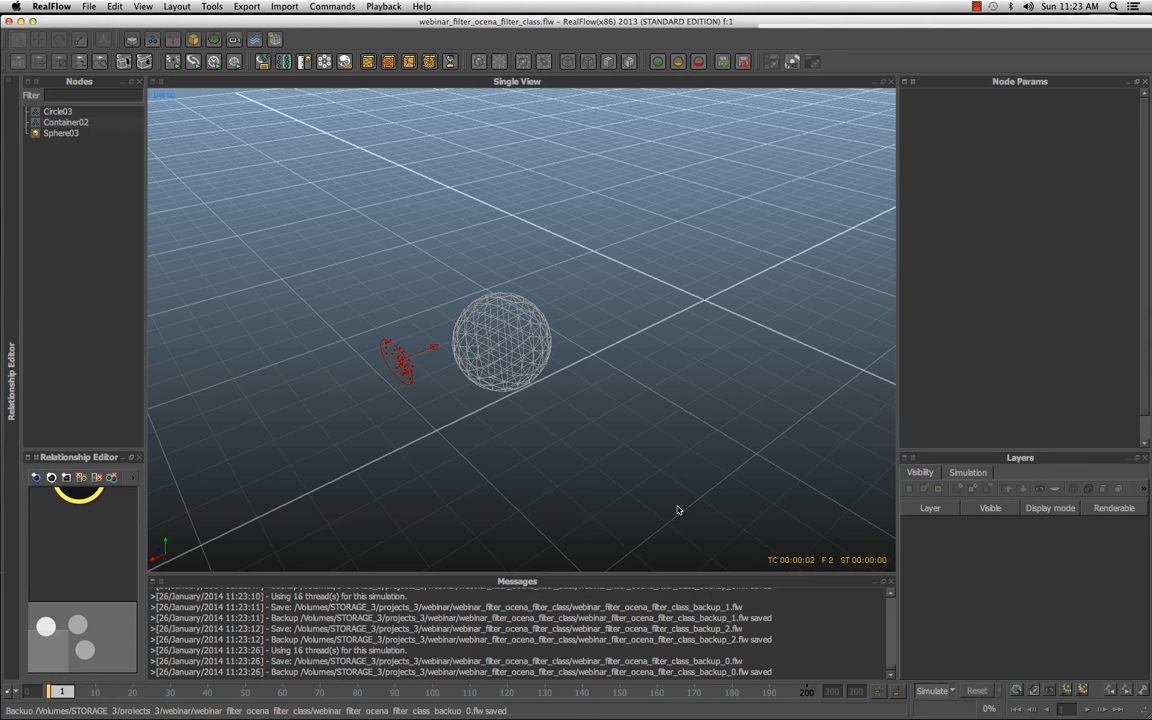 RealFlow File Edit View Layout Tools Export Import Commands Playback Help Sun 11:23 AM
webinar_filter_ocena_filter_class.flw - RealFlow(x86) 2013 (STANDARD EDITION) f:1
Nodes
Filter
Circle03
Container02
Sphere03
Relationship Editor
Relationship Editor
Single View
persp
TC 00:00:02 F 2 ST 00:00:00
Messages
>[26/January/2014 11:23:10] - Using 16 thread(s) for this simulation.
>[26/January/2014 11:23:11] - Save: /Volumes/STORAGE_3/projects_3/webinar/webinar_filter_ocena_filter_class/webinar_filter_ocena_filter_class_backup_1.flw
>[26/January/2014 11:23:11] - Backup /Volumes/STORAGE_3/projects_3/webinar/webinar_filter_ocena_filter_class/webinar_filter_ocena_filter_class_backup_1.flw saved
>[26/January/2014 11:23:12] - Save: /Volumes/STORAGE_3/projects_3/webinar/webinar_filter_ocena_filter_class/webinar_filter_ocena_filter_class_backup_2.flw
>[26/January/2014 11:23:12] - Backup /Volumes/STORAGE_3/projects_3/webinar/webinar_filter_ocena_filter_class/webinar_filter_ocena_filter_class_backup_2.flw saved
>[26/January/2014 11:23:26] - Using 16 thread(s) for this simulation.
>[26/January/2014 11:23:26] - Save: /Volumes/STORAGE_3/projects_3/webinar/webinar_filter_ocena_filter_class/webinar_filter_ocena_filter_class_backup_0.flw
>[26/January/2014 11:23:26] - Backup /Volumes/STORAGE_3/projects_3/webinar/webinar_filter_ocena_filter_class/webinar_filter_ocena_filter_class_backup_0.flw saved
Node Params
Layers
Visibility Simulation
Layer Visible Display mode Renderable
0 1 10 20 30 40 50 60 70 80 90 100 110 120 130 140 150 160 170 180 190 200 200 200
Simulate Reset
0% 1
Backup /Volumes/STORAGE_3/projects_3/webinar/webinar_filter_ocena_filter_class/webinar_filter_ocena_filter_class_backup_0.flw saved